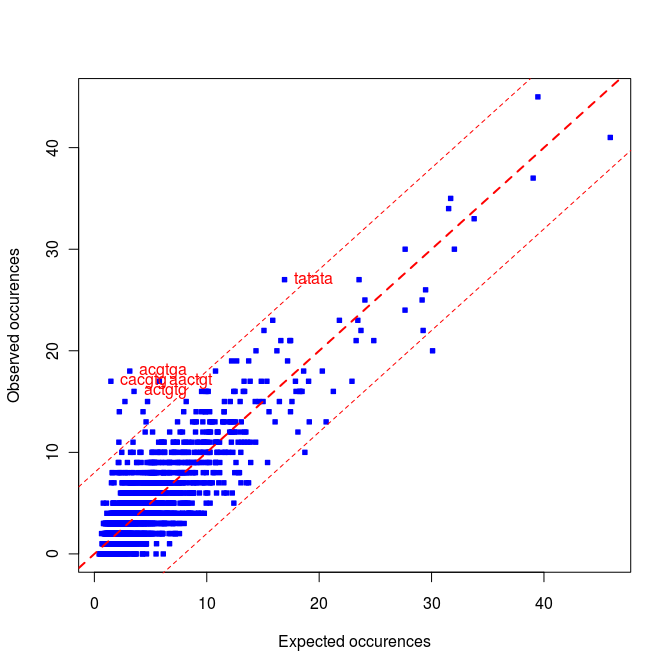 Observed occurences
40
30
20
10
0
tatata
acgtga
cacgtg aactgt
actgtg
0 10 20 30 40
Expected occurences